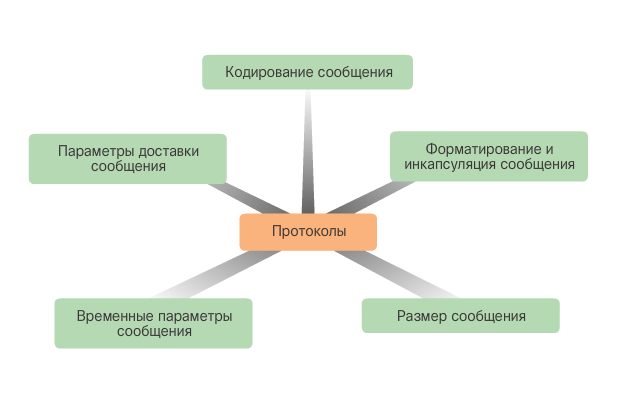 Кодирование сообщения
Параметры доставки
сообщения
Форматирование и
инкапсуляция сообщения
Протоколы
Временные параметры
сообщения
Размер сообщения